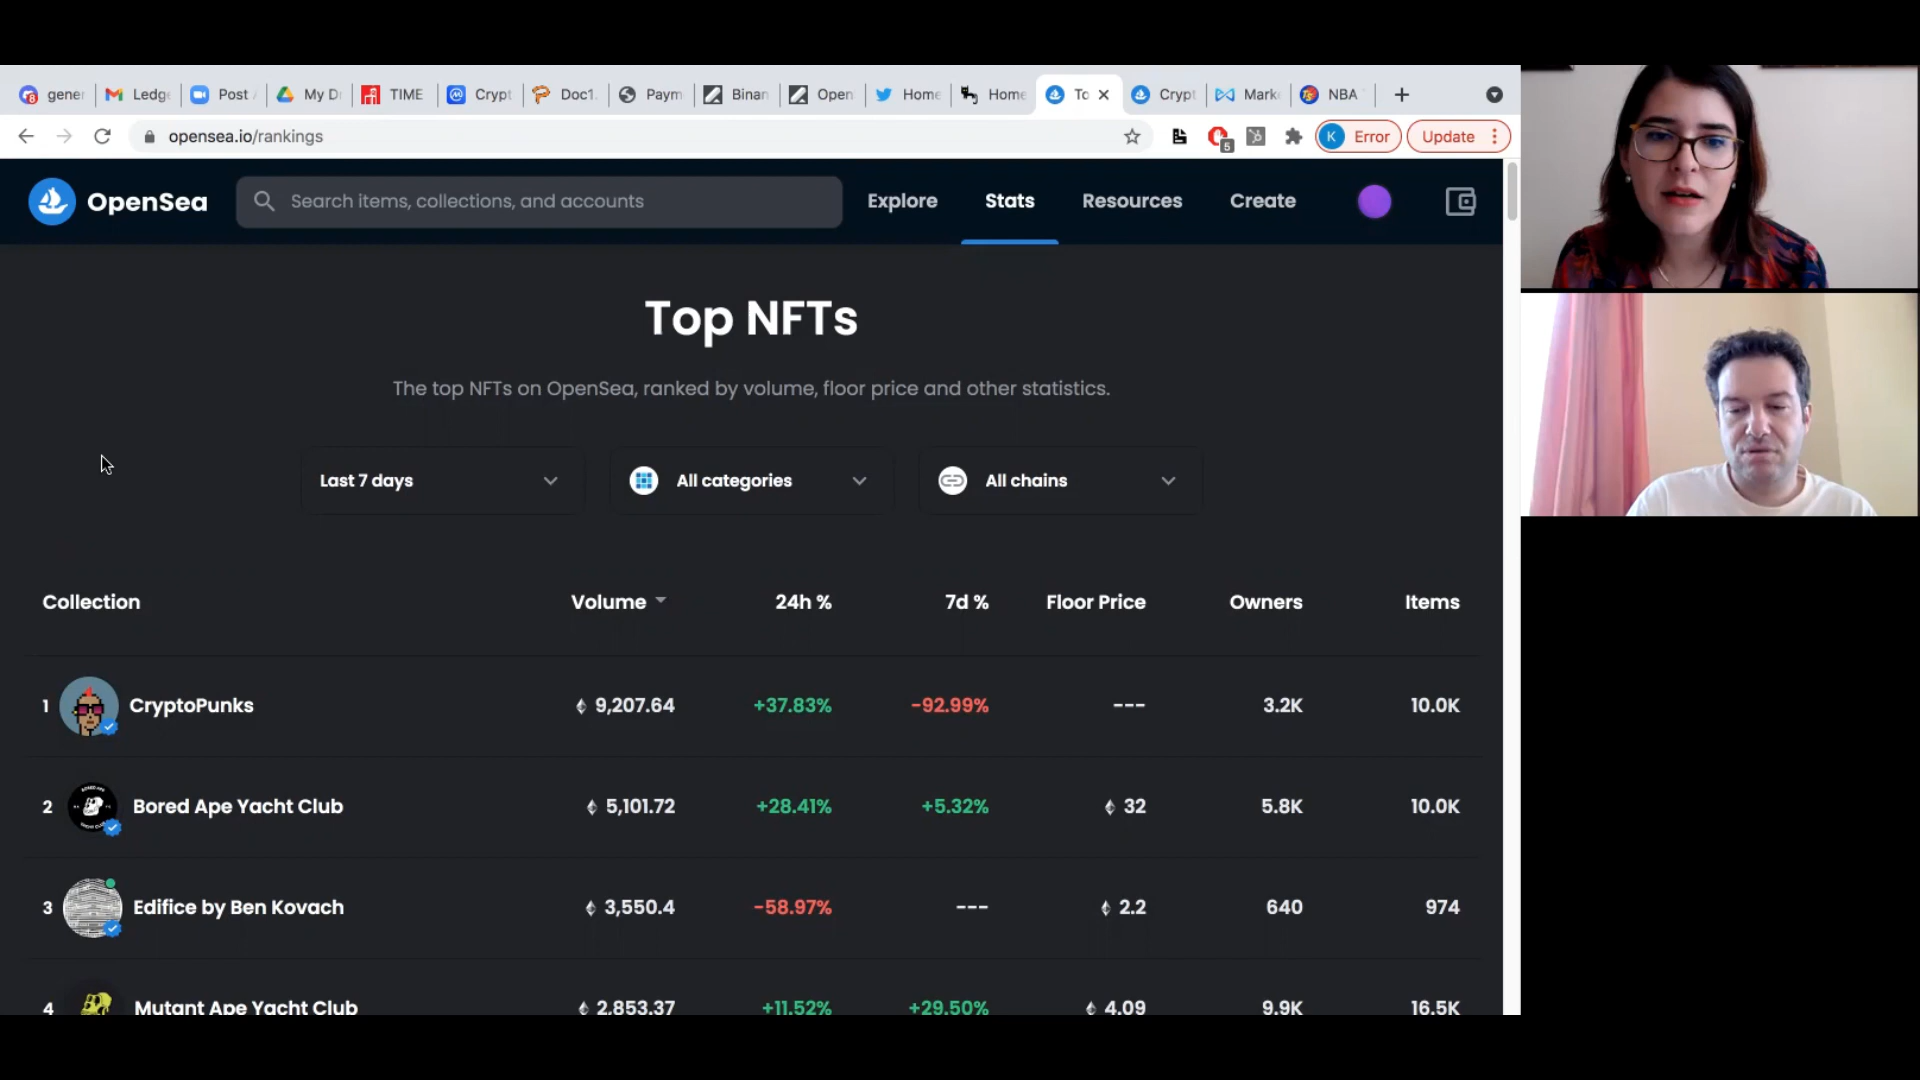 gene Ledg Post My D TIME Crypt Doc1. Paym Binan Open Home Home To Crypt Mark NBA
opensea.io/rankings 5 K Error Update
OpenSea Search items, collections, and accounts Explore Stats Resources Create
Top NFTs
The top NFTs on OpenSea, ranked by volume, floor price and other statistics.
Last 7 days All categories All chains
Collection Volume 24h % 7d % Floor Price Owners Items
1 CryptoPunks 9,207.64 +37.83% -92.99% --- 3.2K 10.0K
2 Bored Ape Yacht Club 5,101.72 +28.41% +5.32% 32 5.8K 10.0K
3 Edifice by Ben Kovach 3,550.4 -58.97% --- 2.2 640 974
4 Mutant Ape Yacht Club 2,853.37 +11.52% +29.50% 4.09 9.9K 16.5K